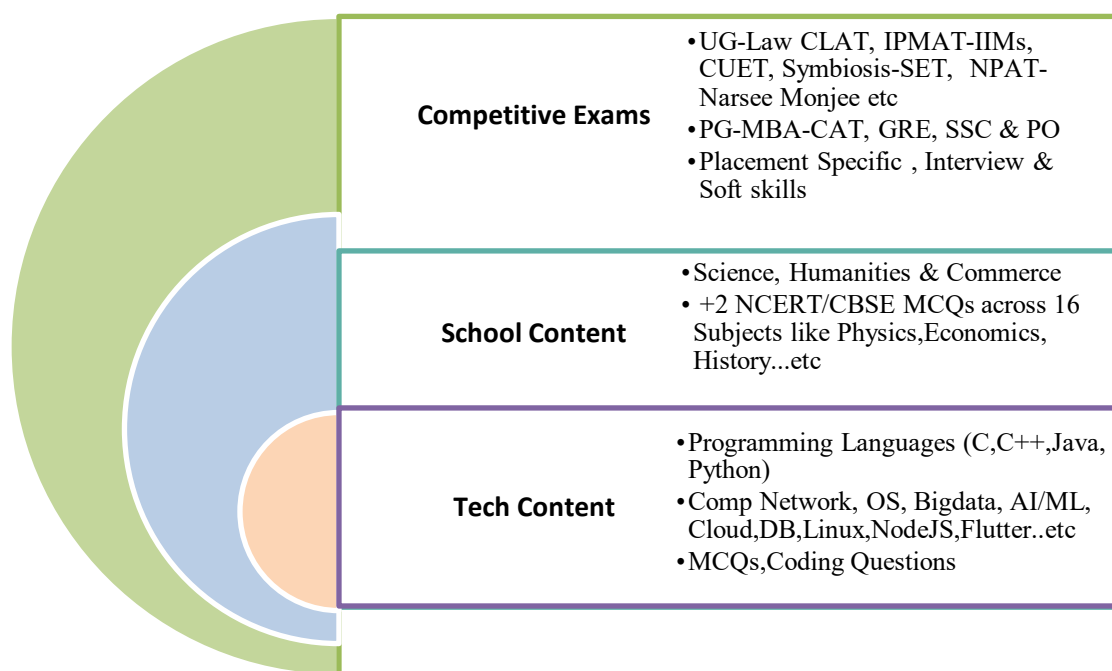 Competitive Exams
•UG-Law CLAT, IPMAT-IIMs,
CUET, Symbiosis-SET, NPAT-
Narsee Monjee etc
•PG-MBA-CAT, GRE, SSC & PO
•Placement Specific , Interview &
Soft skills
School Content
•Science, Humanities & Commerce
• +2 NCERT/CBSE MCQs across 16
Subjects like Physics,Economics,
History...etc
Tech Content
•Programming Languages (C,C++,Java,
Python)
•Comp Network, OS, Bigdata, AI/ML,
Cloud,DB,Linux,NodeJS,Flutter..etc
•MCQs,Coding Questions